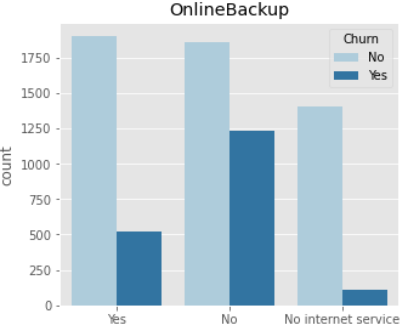 OnlineBackup
Churn
No
Yes
1750
1500
1250
1000
750
500
250
0
count
Yes
No
No internet service